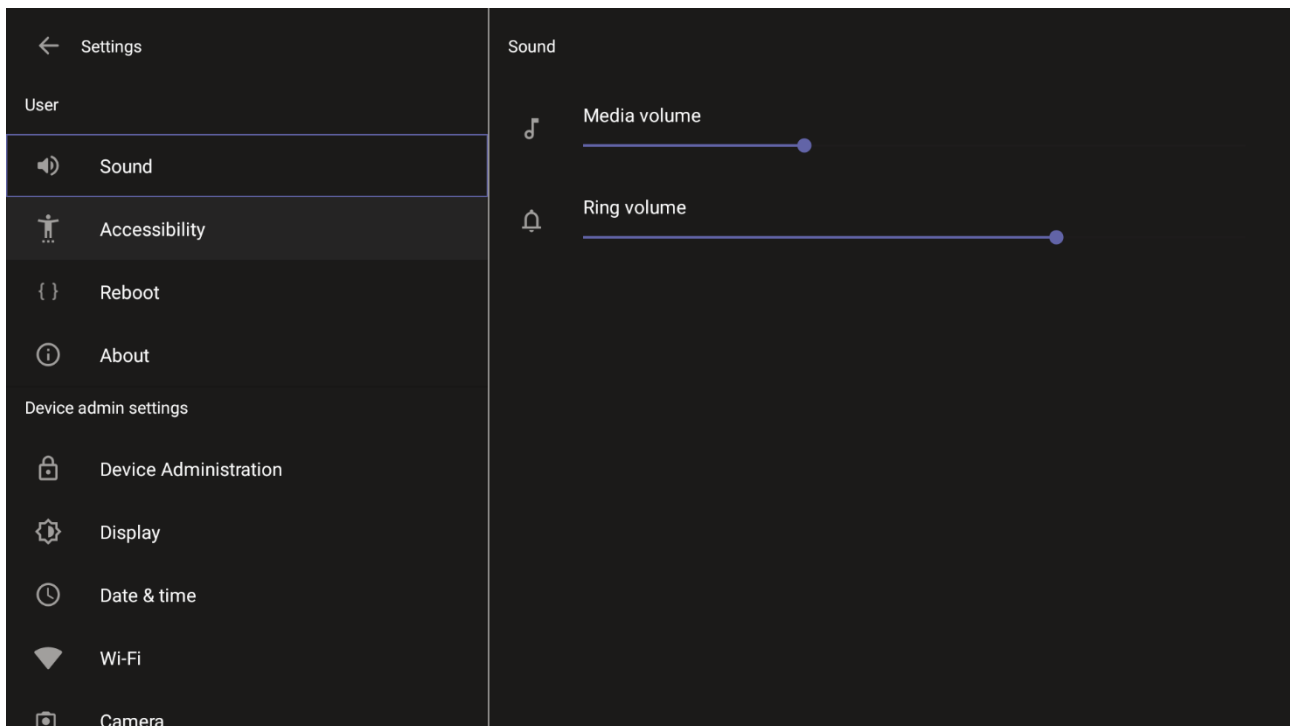 Settings
User
Sound
Accessibility
Reboot
About
Device admin settings
Device Administration
Display
Date & time
Wi-Fi
Camera
Sound
Media volume
Ring volume